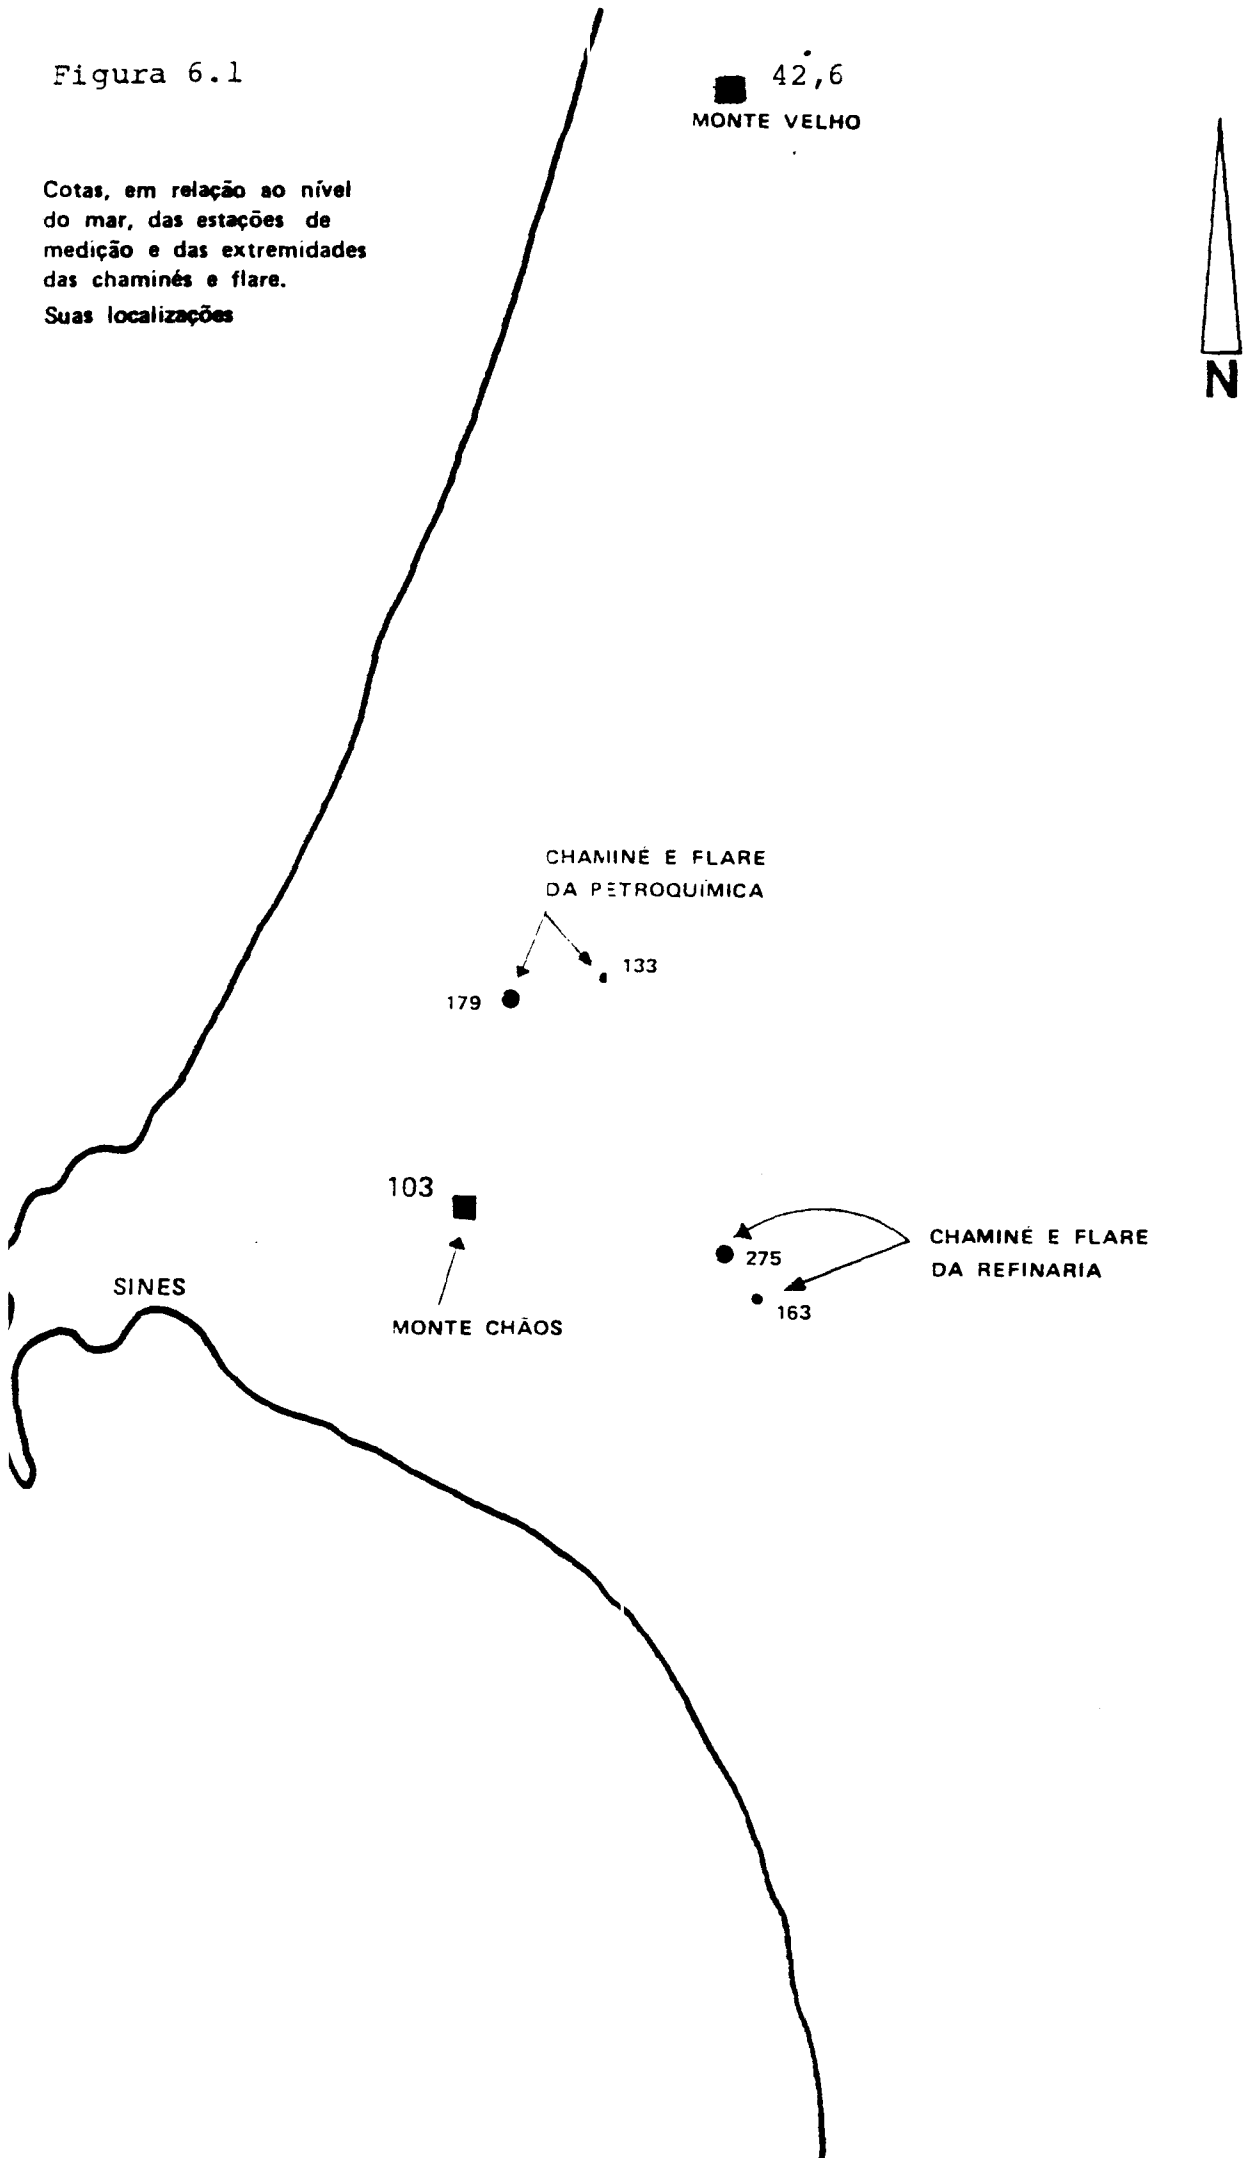 Figura 6.1
42,6
MONTE VELHO
Cotas, em relação ao nível
do mar, das estações de
medição e das extremidades
das chaminés e flare.
Suas localizações
N
CHAMINÉ E FLARE
DA PETROQUÍMICA
133
179
103
CHAMINÉ E FLARE
DA REFINARIA
275
163
SINES
MONTE CHÃOS